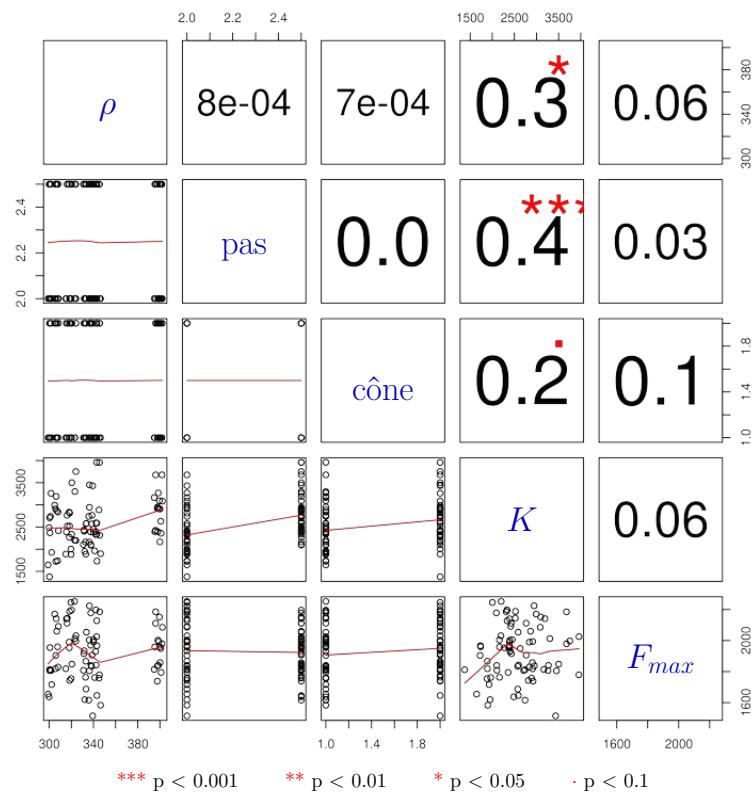 2.0 2.2 2.4 1500 2500 3500
ρ 8e-04 7e-04 0.3 * 0.06
300 340 380
2.0 2.2 2.4
pas 0.0 0.4 *** 0.03
cône 0.2 . 0.1
1.0 1.4 1.8
1500 2500 3500
K 0.06
F_max
1600 2000
300 340 380 1.0 1.4 1.8 1600 2000
*** p < 0.001 ** p < 0.01 * p < 0.05 · p < 0.1